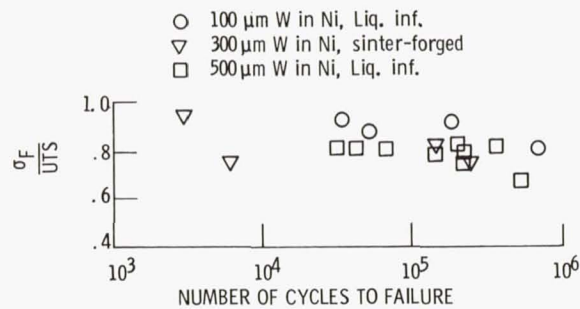 100 μm W in Ni, Liq. inf.
300 μm W in Ni, sinter-forged
500 μm W in Ni, Liq. inf.
1.0
.8
.6
.4
σF
UTS
10³ 10⁴ 10⁵ 10⁶
NUMBER OF CYCLES TO FAILURE